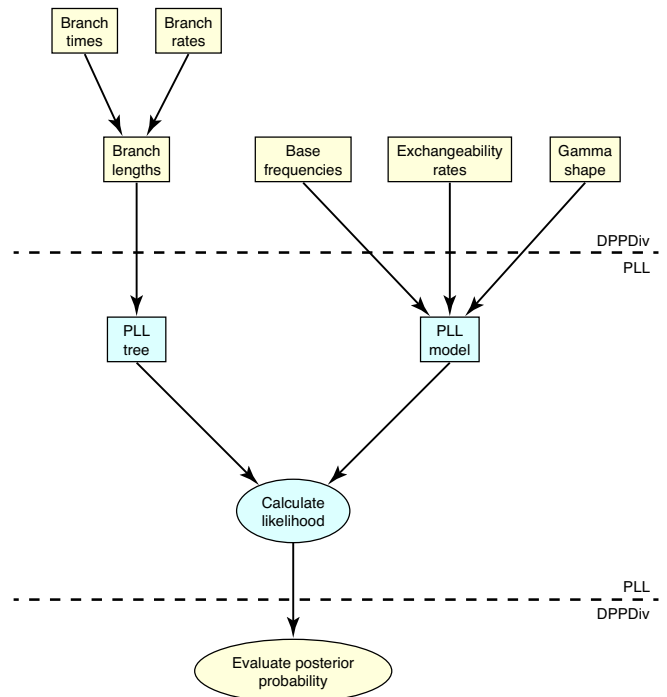 Branch
times
Branch
rates
Branch
lengths
Base
frequencies
Exchangeability
rates
Gamma
shape
DPPDiv
PLL
PLL
tree
PLL
model
Calculate
likelihood
PLL
DPPDiv
Evaluate posterior
probability